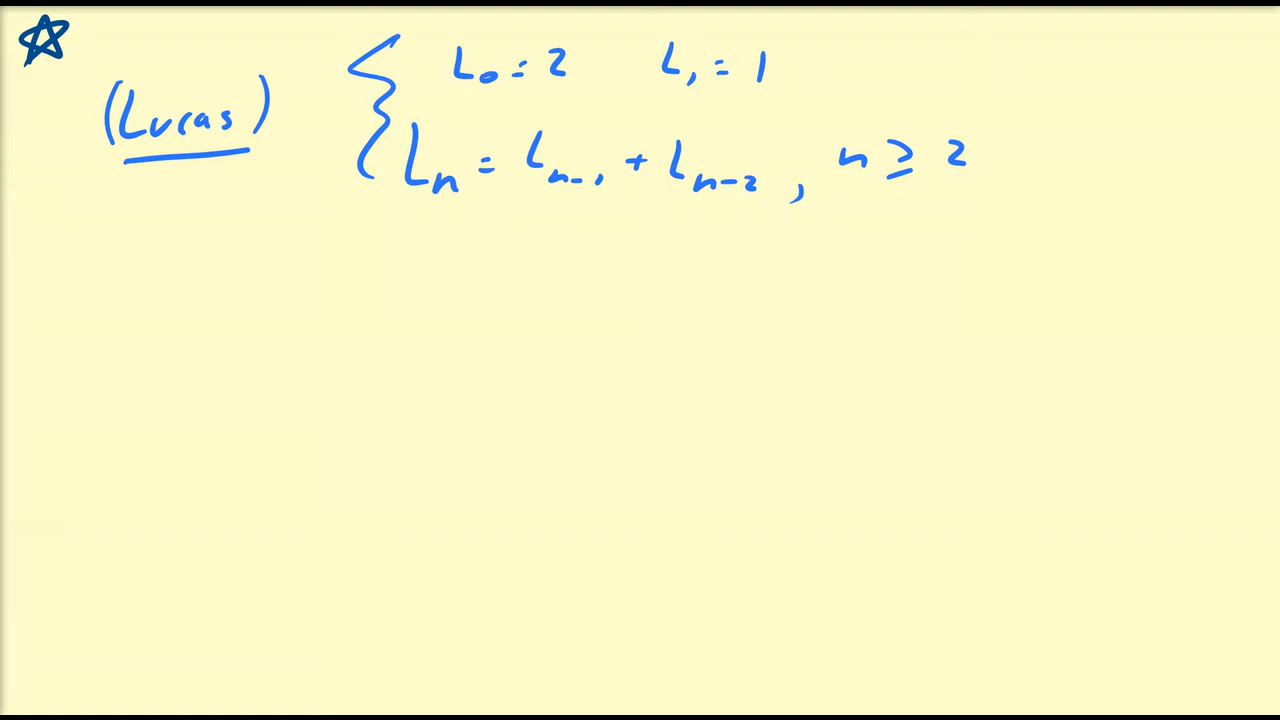 (Lucas)
L₀ = 2 L₁ = 1
Lₙ = Lₙ₋₁ + Lₙ₋₂ , n ≥ 2